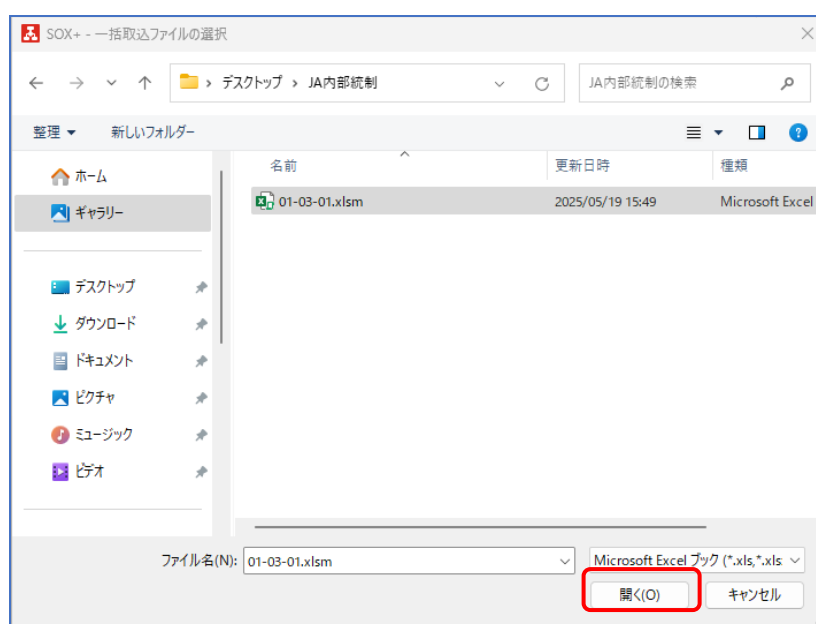 SOX+ - 一括取込ファイルの選択
デスクトップ › JA内部統制
JA内部統制の検索
整理 新しいフォルダー
名前 更新日時 種類
ホーム
ギャラリー
01-03-01.xlsm 2025/05/19 15:49 Microsoft Excel
デスクトップ
ダウンロード
ドキュメント
ピクチャ
ミュージック
ビデオ
ファイル名(N): 01-03-01.xlsm Microsoft Excel ブック (*.xls,*.xls
開く(O) キャンセル